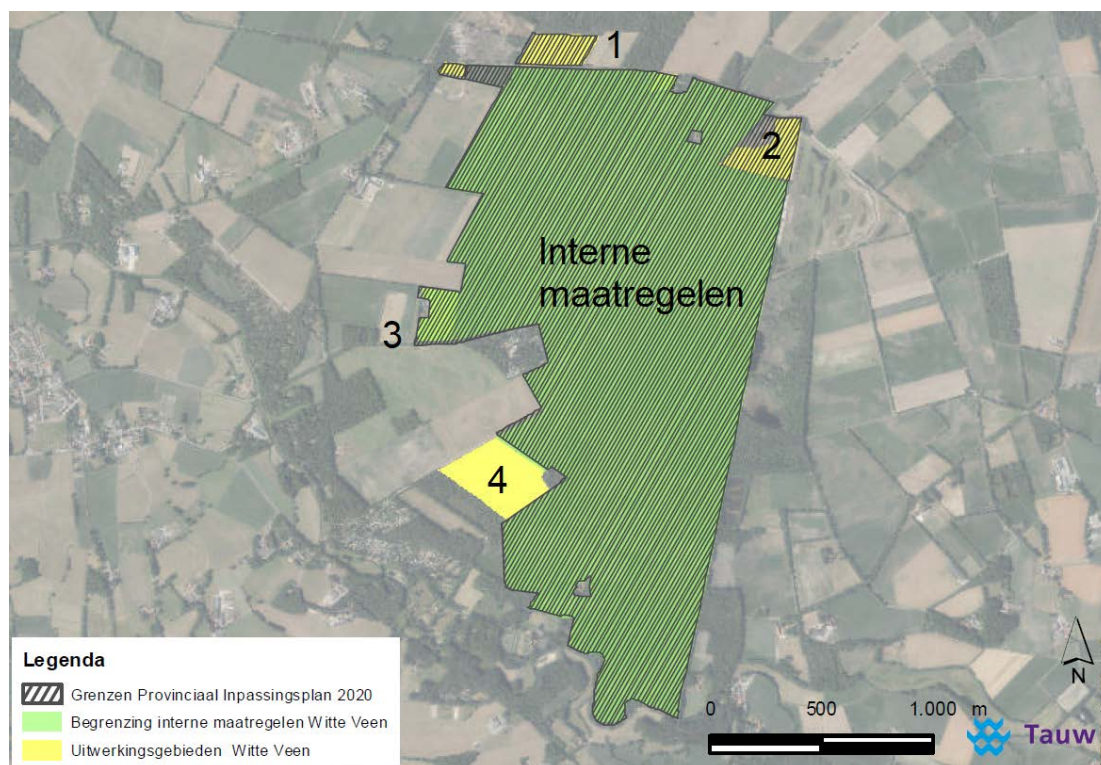 1
2
Interne
maatregelen
3
4
Legenda
Grenzen Provinciaal Inpassingsplan 2020
Begrenzing interne maatregelen Witte Veen
Uitwerkingsgebieden Witte Veen
N
0 500 1.000 m
Tauw